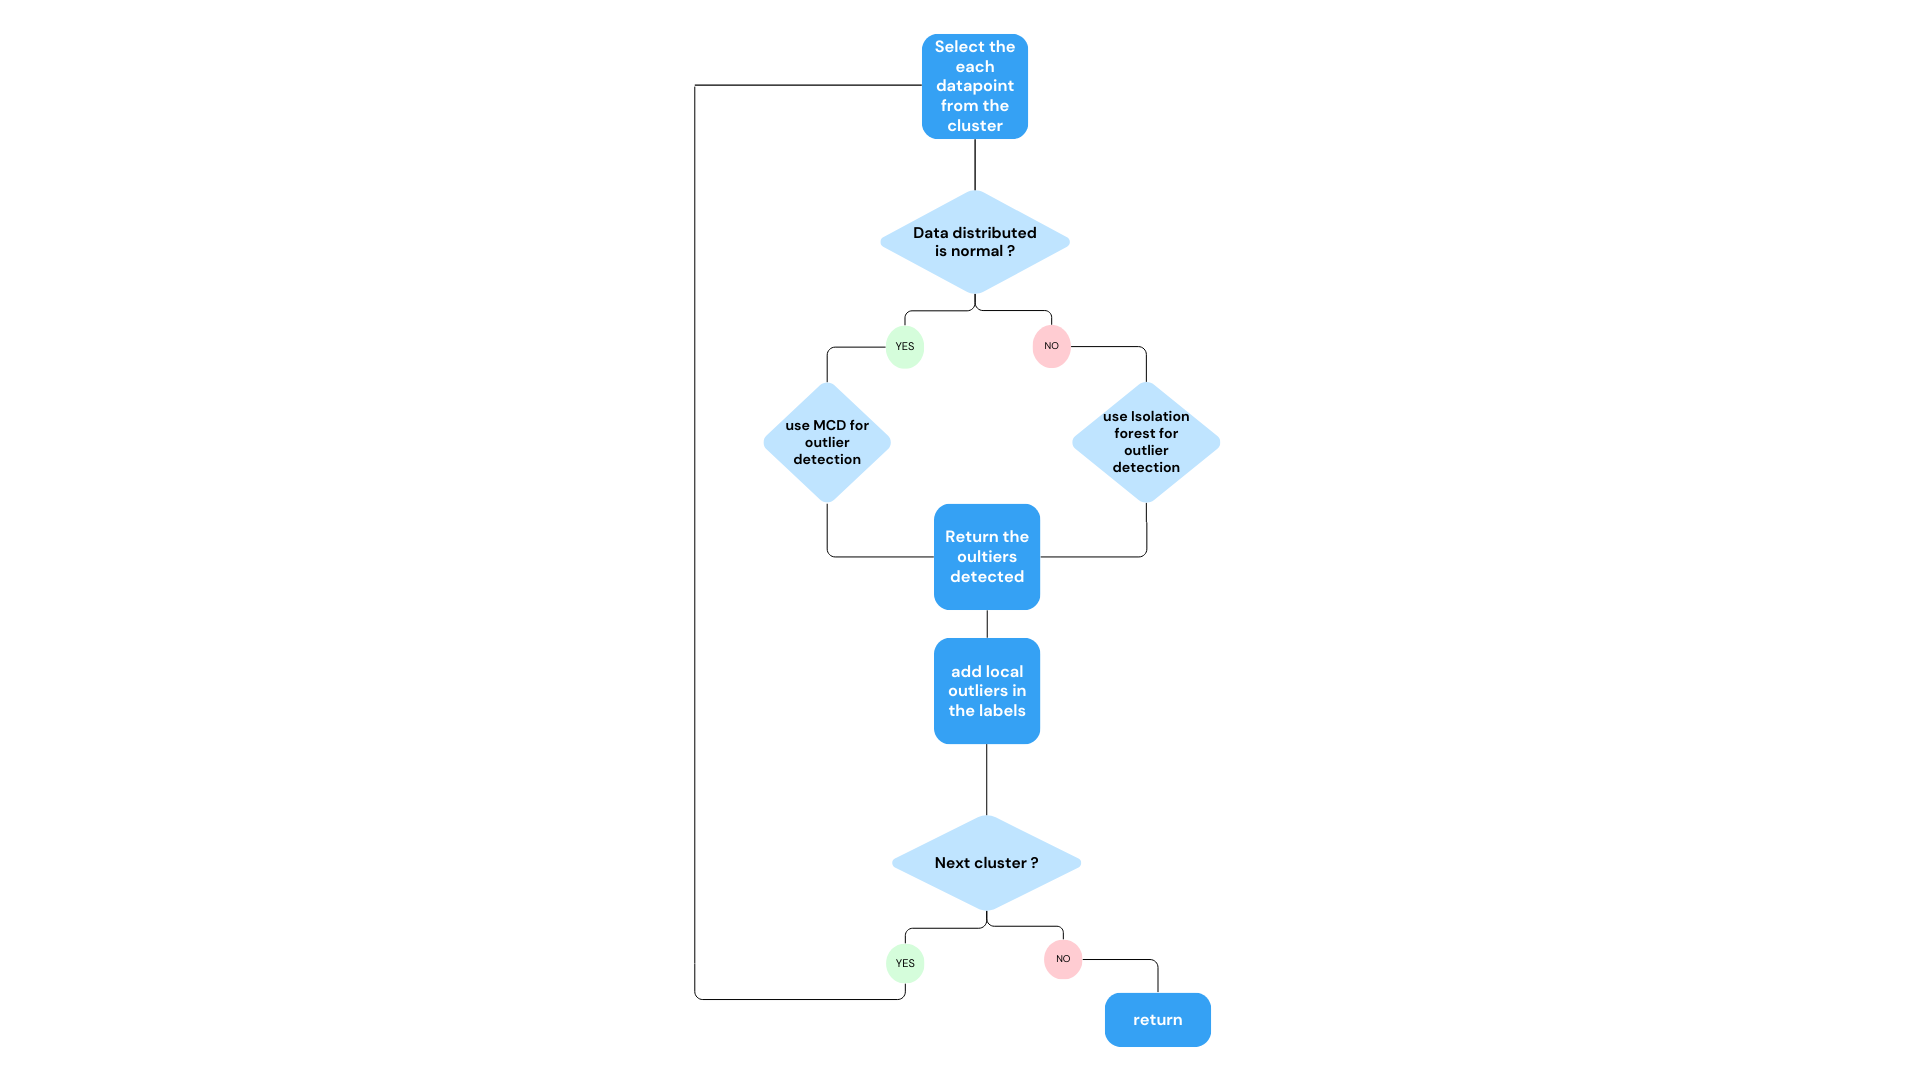 Select the
each
datapoint
from the
cluster
Data distributed
is normal ?
YES
NO
use MCD for
outlier
detection
use Isolation
forest for
outlier
detection
Return the
oultiers
detected
add local
outliers in
the labels
Next cluster ?
YES
NO
return